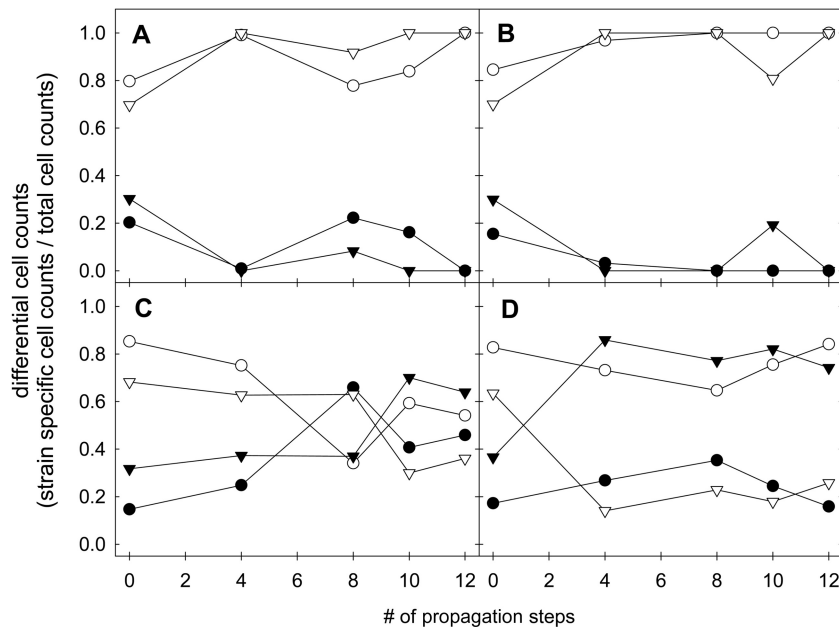 differential cell counts
(strain specific cell counts / total cell counts)
A
B
1.0
0.8
0.6
0.4
0.2
0.0
C
D
1.0
0.8
0.6
0.4
0.2
0.0
0 2 4 6 8 10 12 0 2 4 6 8 10 12
# of propagation steps